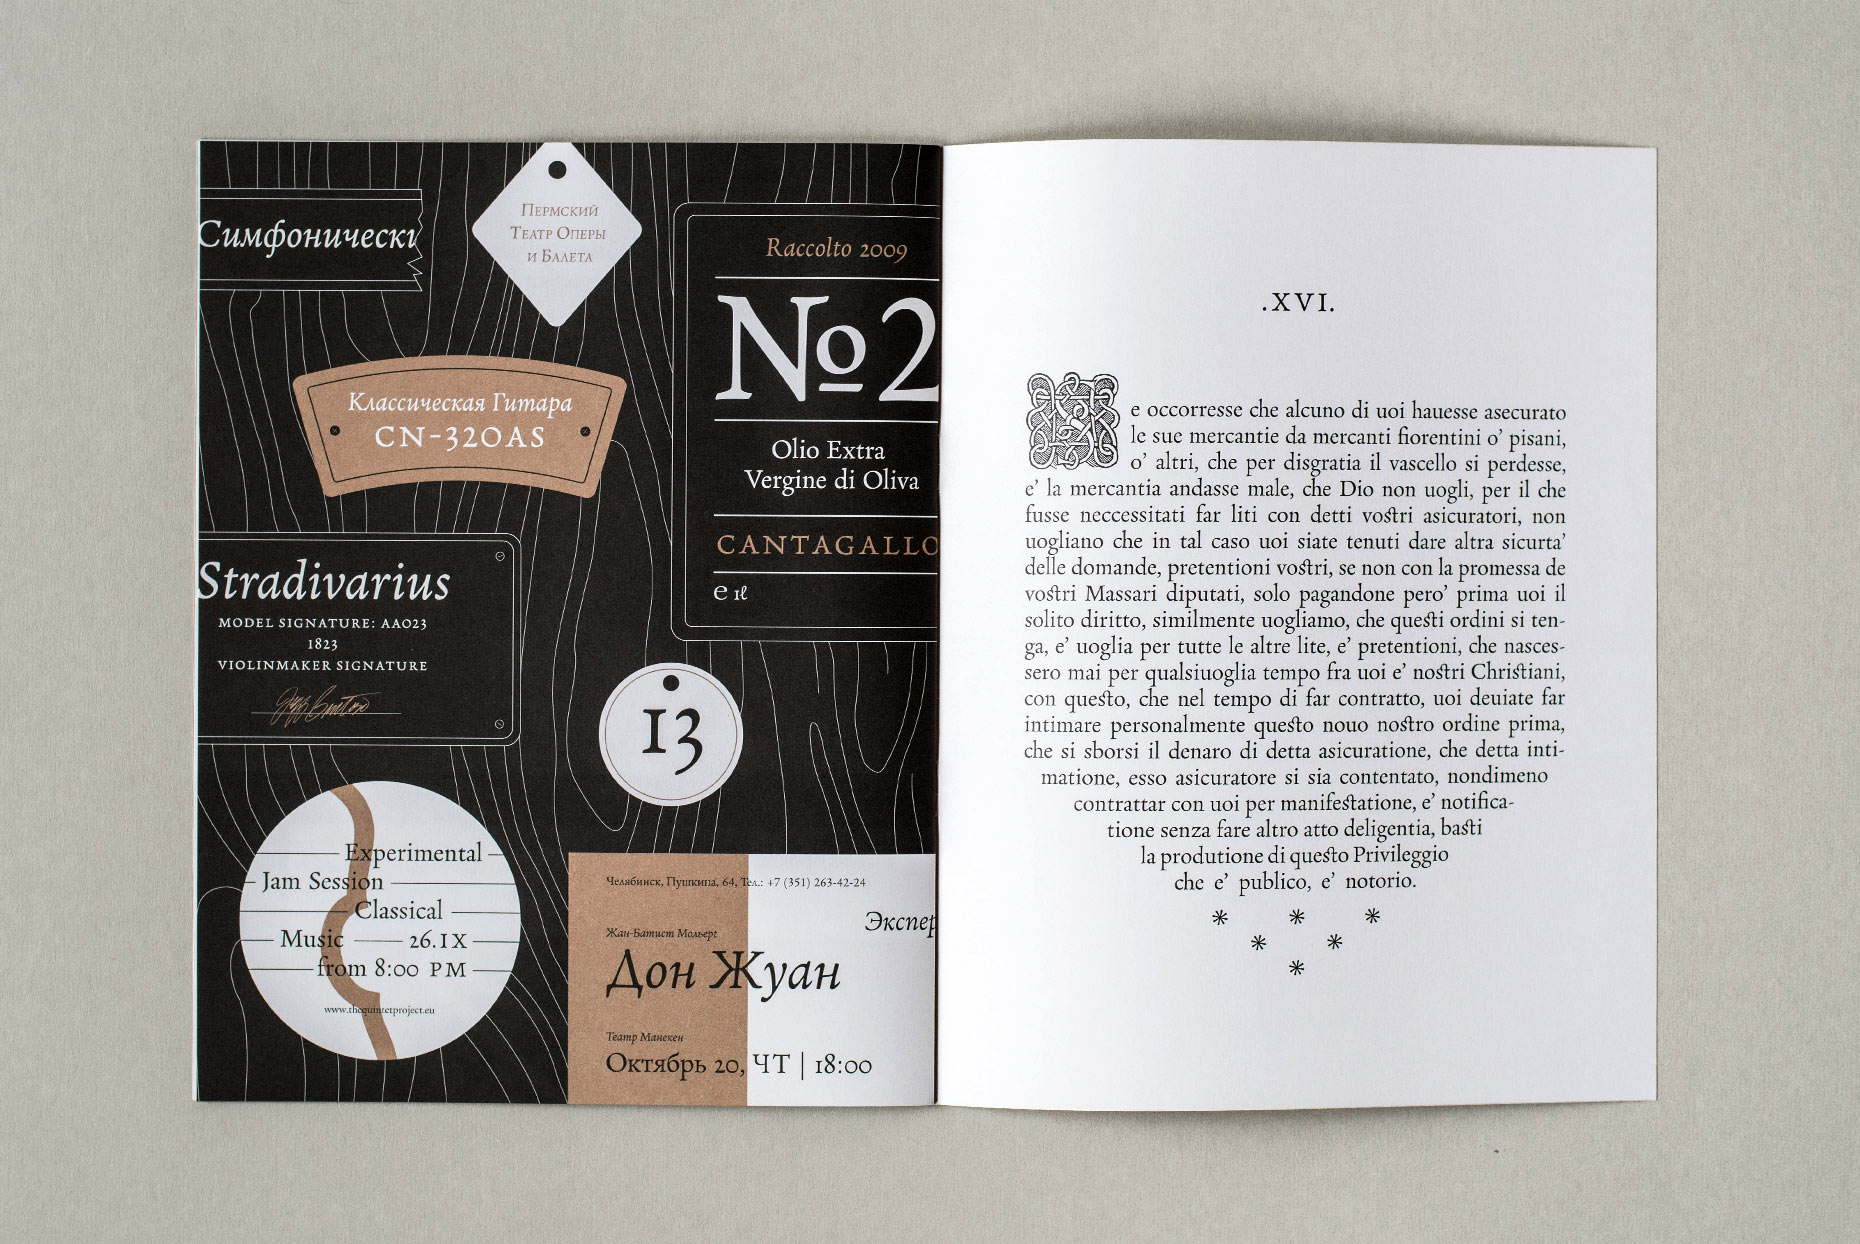 Симфонически
Пермский
Театр Оперы
и Балета
Raccolto 2009
№2
Olio Extra
Vergine di Oliva
CANTAGALLO
e 1ℓ
Классическая Гитара
CN-320AS
Stradivarius
MODEL SIGNATURE: AA023
1823
VIOLINMAKER SIGNATURE
13
Experimental
Jam Session
Classical
Music 26.IX
from 8:00 PM
www.thequintetproject.eu
Челябинск, Пушкина, 64, Тел.: +7 (351) 263-42-24
Экспер
Жан-Батист Мольерт
Дон Жуан
Театр Манекен
Октябрь 20, ЧТ | 18:00
.XVI.
Se occorresse che alcuno di uoi hauesse asecurato
le sue mercantie da mercanti fiorentini o’ pisani,
o’ altri, che per disgratia il vascello si perdesse,
e’ la mercantia andasse male, che Dio non uogli, per il che
fusse neccessitati far liti con detti vostri asicuratori, non
uogliano che in tal caso uoi siate tenuti dare altra sicurta’
delle domande, pretentioni vostri, se non con la promessa de
vostri Massari diputati, solo pagandone pero’ prima uoi il
solito diritto, similmente uogliamo, che questi ordini si ten-
ga, e’ uoglia per tutte le altre lite, e’ pretentioni, che nasces-
sero mai per qualsiuoglia tempo fra uoi e’ nostri Christiani,
con questo, che nel tempo di far contratto, uoi deuiate far
intimare personalmente questo nouo nostro ordine prima,
che si sborsi il denaro di detta asicuratione, che detta inti-
matione, esso asicuratore si sia contentato, nondimeno
contrattar con uoi per manifestatione, e’ notifica-
tione senza fare altro atto deligentia, basti
la produtione di questo Privileggio
che e’ publico, e’ notorio.